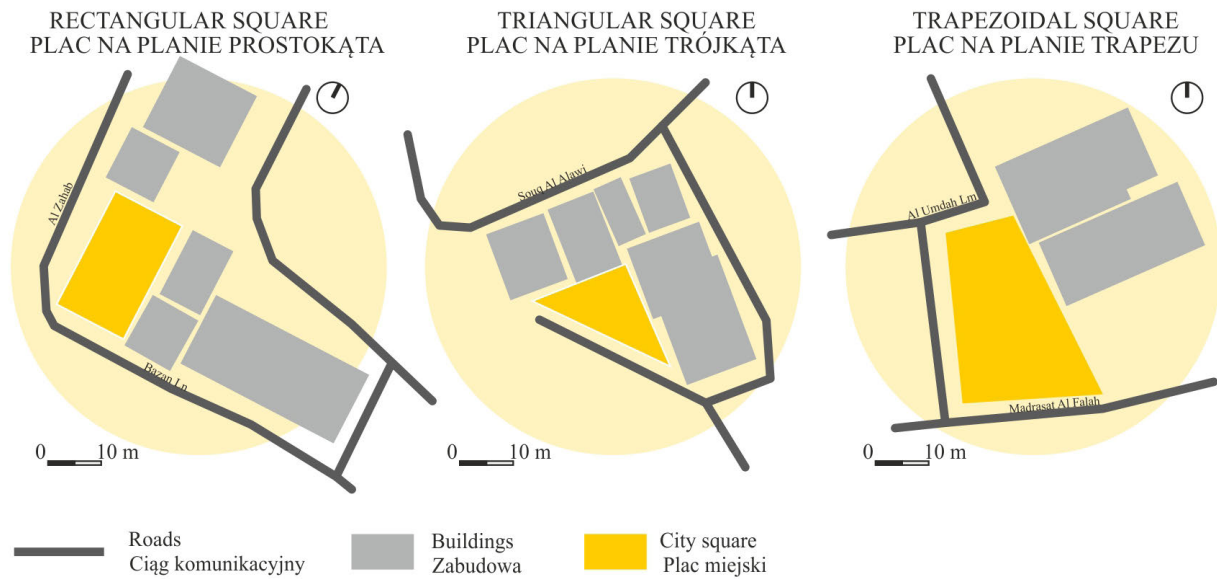 RECTANGULAR SQUARE
PLAC NA PLANIE PROSTOKĄTA
Al Zahab
Bazan Ln
0 10 m
TRIANGULAR SQUARE
PLAC NA PLANIE TRÓJKĄTA
Souq Al Alawi
0 10 m
TRAPEZOIDAL SQUARE
PLAC NA PLANIE TRAPEZU
Al Umdah Lm
Madrasat Al Falah
0 10 m
Roads
Ciąg komunikacyjny
Buildings
Zabudowa
City square
Plac miejski